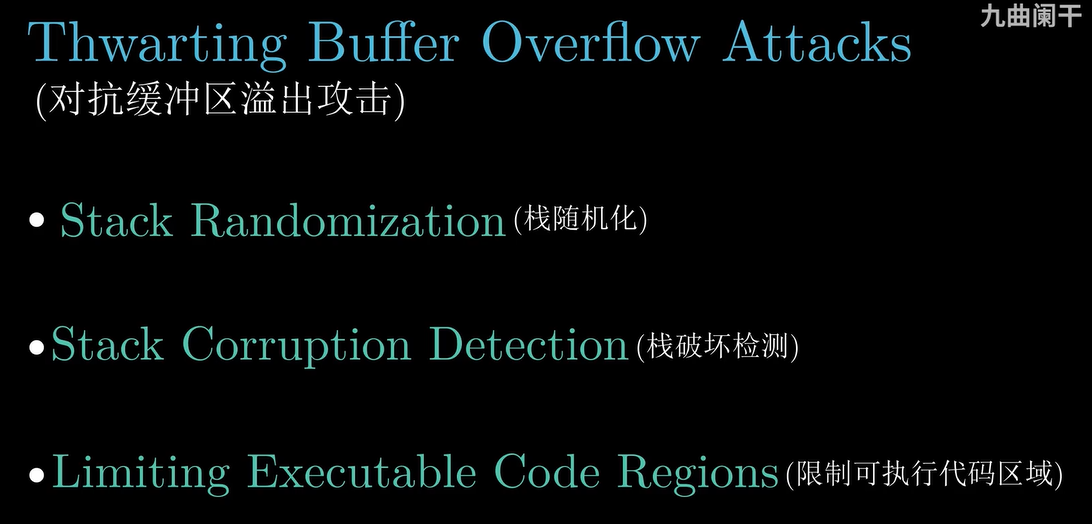 九曲阑干
Thwarting Buffer Overflow Attacks
(对抗缓冲区溢出攻击)
• Stack Randomization (栈随机化)
• Stack Corruption Detection (栈破坏检测)
• Limiting Executable Code Regions (限制可执行代码区域)